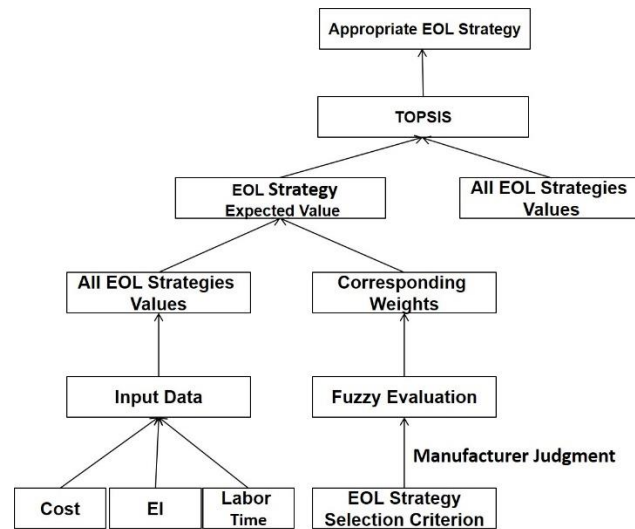 Appropriate EOL Strategy
TOPSIS
EOL Strategy
Expected Value
All EOL Strategies
Values
All EOL Strategies
Values
Corresponding
Weights
Input Data
Fuzzy Evaluation
Manufacturer Judgment
Cost
EI
Labor
Time
EOL Strategy
Selection Criterion